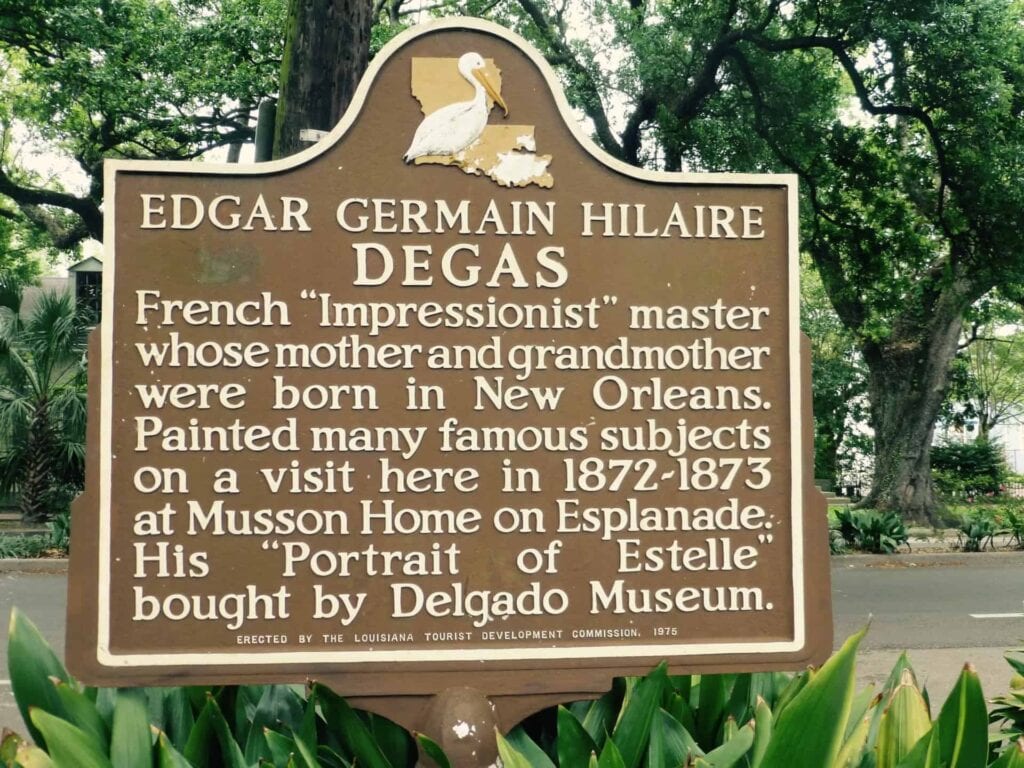 EDGAR GERMAIN HILAIRE
DEGAS
French “Impressionist” master
whose mother and grandmother
were born in New Orleans.
Painted many famous subjects
on a visit here in 1872-1873
at Musson Home on Esplanade.
His “Portrait of Estelle”
bought by Delgado Museum.
ERECTED BY THE LOUISIANA TOURIST DEVELOPMENT COMMISSION, 1975